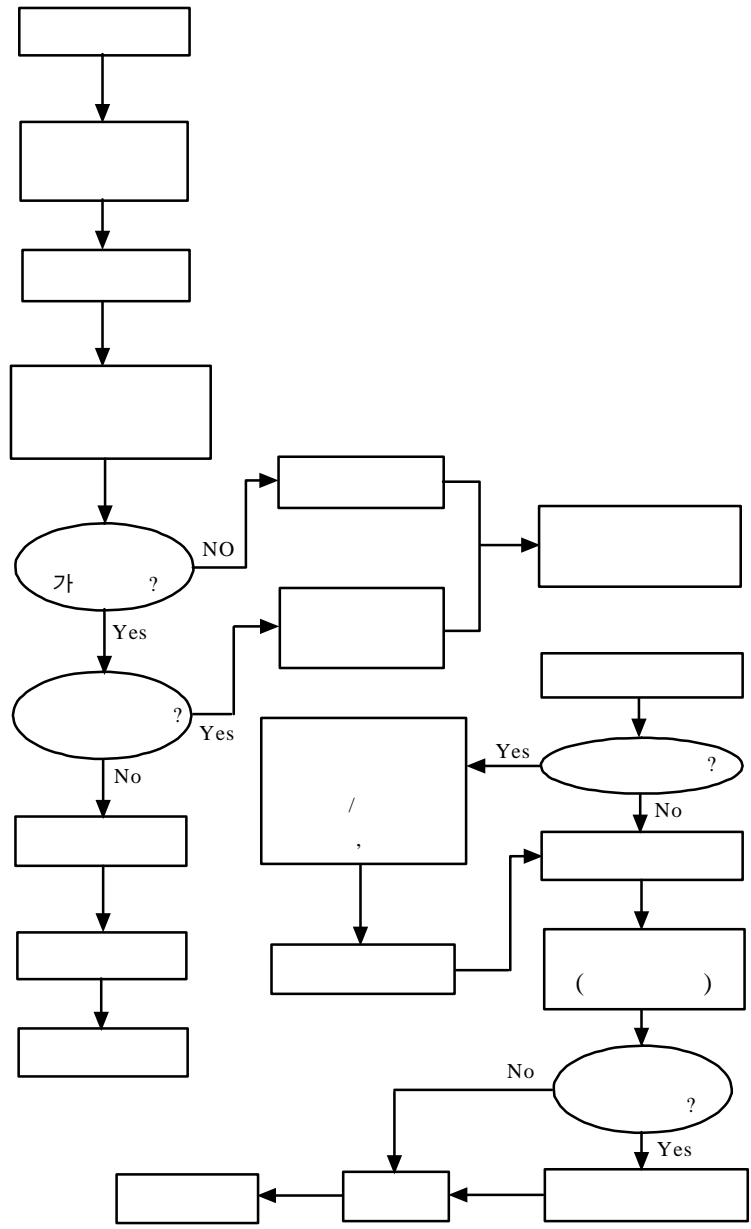 NO
가 ?
Yes
?
Yes
No
Yes
?
No
/
,
( )
No
?
Yes